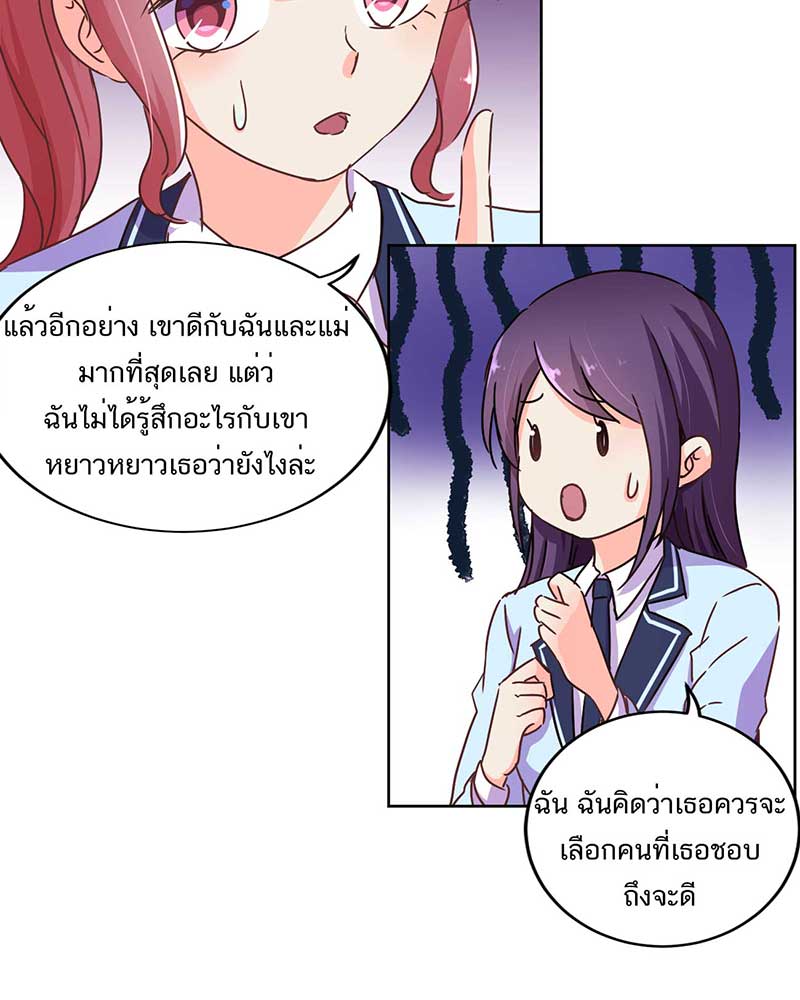 แล้วอีกอย่าง เขาดีกับฉันและแม่
มากที่สุดเลย แต่ว่
ฉันไม่ได้รู้สึกอะไรกับเขา
หยาวหยาวเธอว่ายังไงล่ะ
ฉัน ฉันคิดว่าเธอควรจะ
เลือกคนที่เธอชอบ
ถึงจะดี